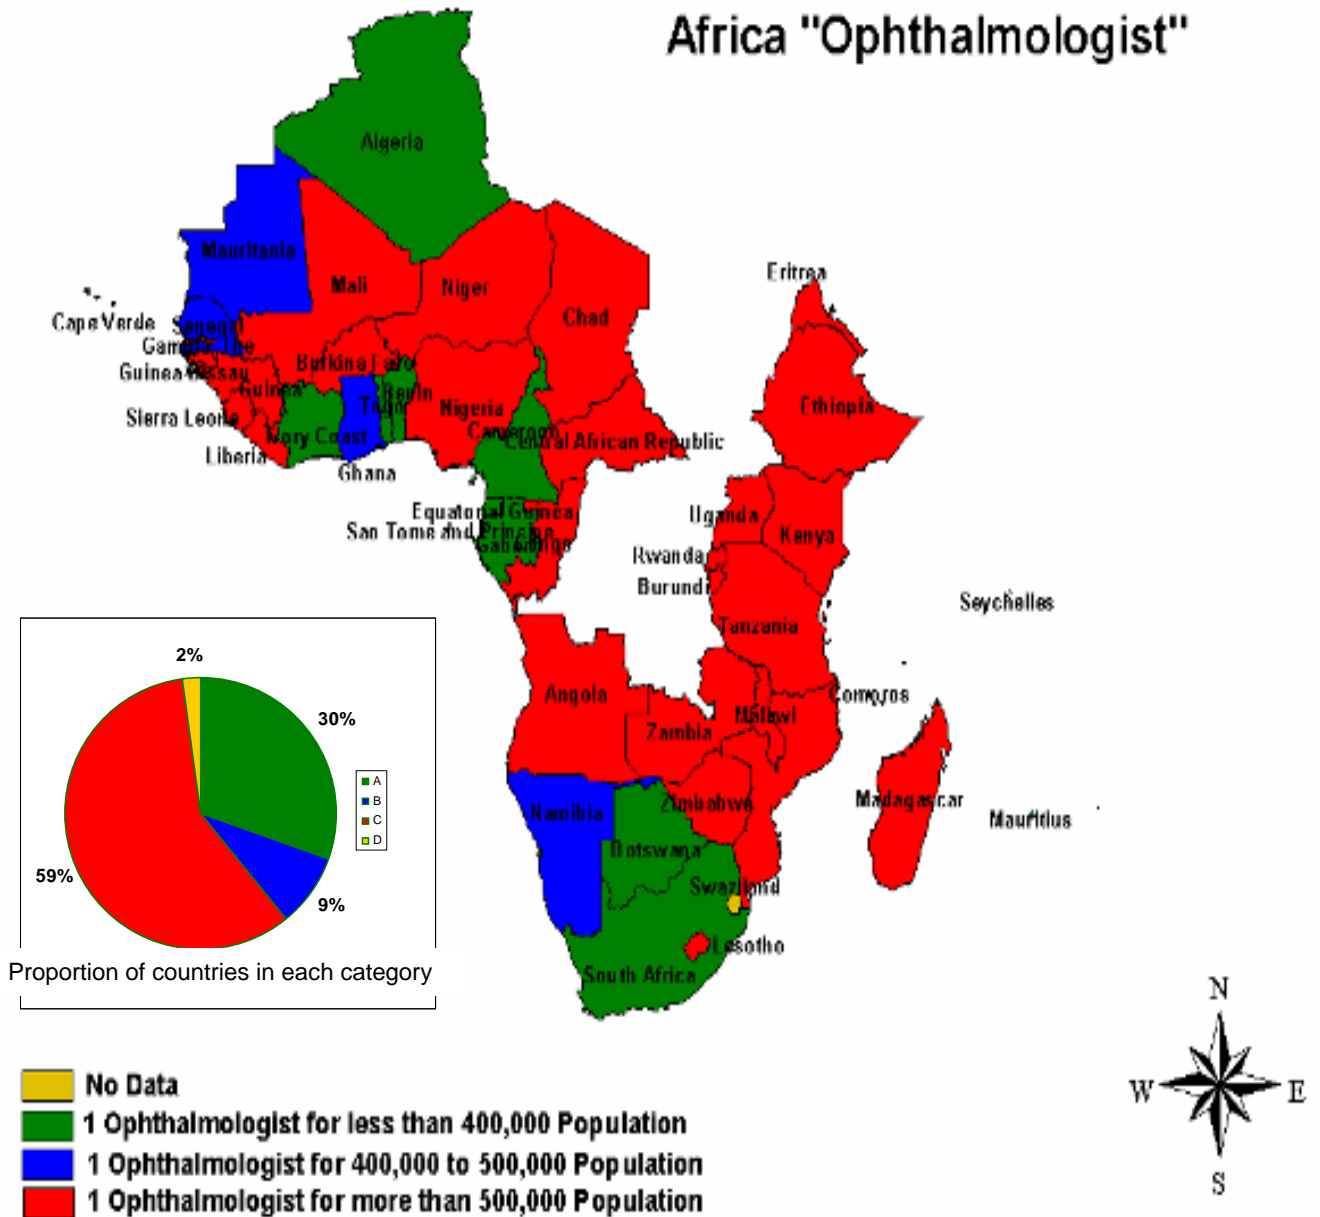 Africa "Ophthalmologist"
Algeria
Mauritania
Mali
Niger
Chad
Eritrea
Cape Verde
Senegal
Gambia, The
Guinea-Bissau
Guinea
Burkina Faso
Benin
Togo
Nigeria
Ethiopia
Sierra Leone
Ivory Coast
Cameroon
Central African Republic
Liberia
Ghana
Equatorial Guinea
Uganda
Kenya
San Tome and Principe
Gabon
Congo
Rwanda
Burundi
Seychelles
Tanzania
Angola
Comoros
Malawi
Zambia
Namibia
Zimbabwe
Madagascar
Mauritius
Botswana
Swaziland
Lesotho
South Africa
2%
30%
A
B
C
D
59%
9%
Proportion of countries in each category
N
W
E
S
No Data
1 Ophthalmologist for less than 400,000 Population
1 Ophthalmologist for 400,000 to 500,000 Population
1 Ophthalmologist for more than 500,000 Population